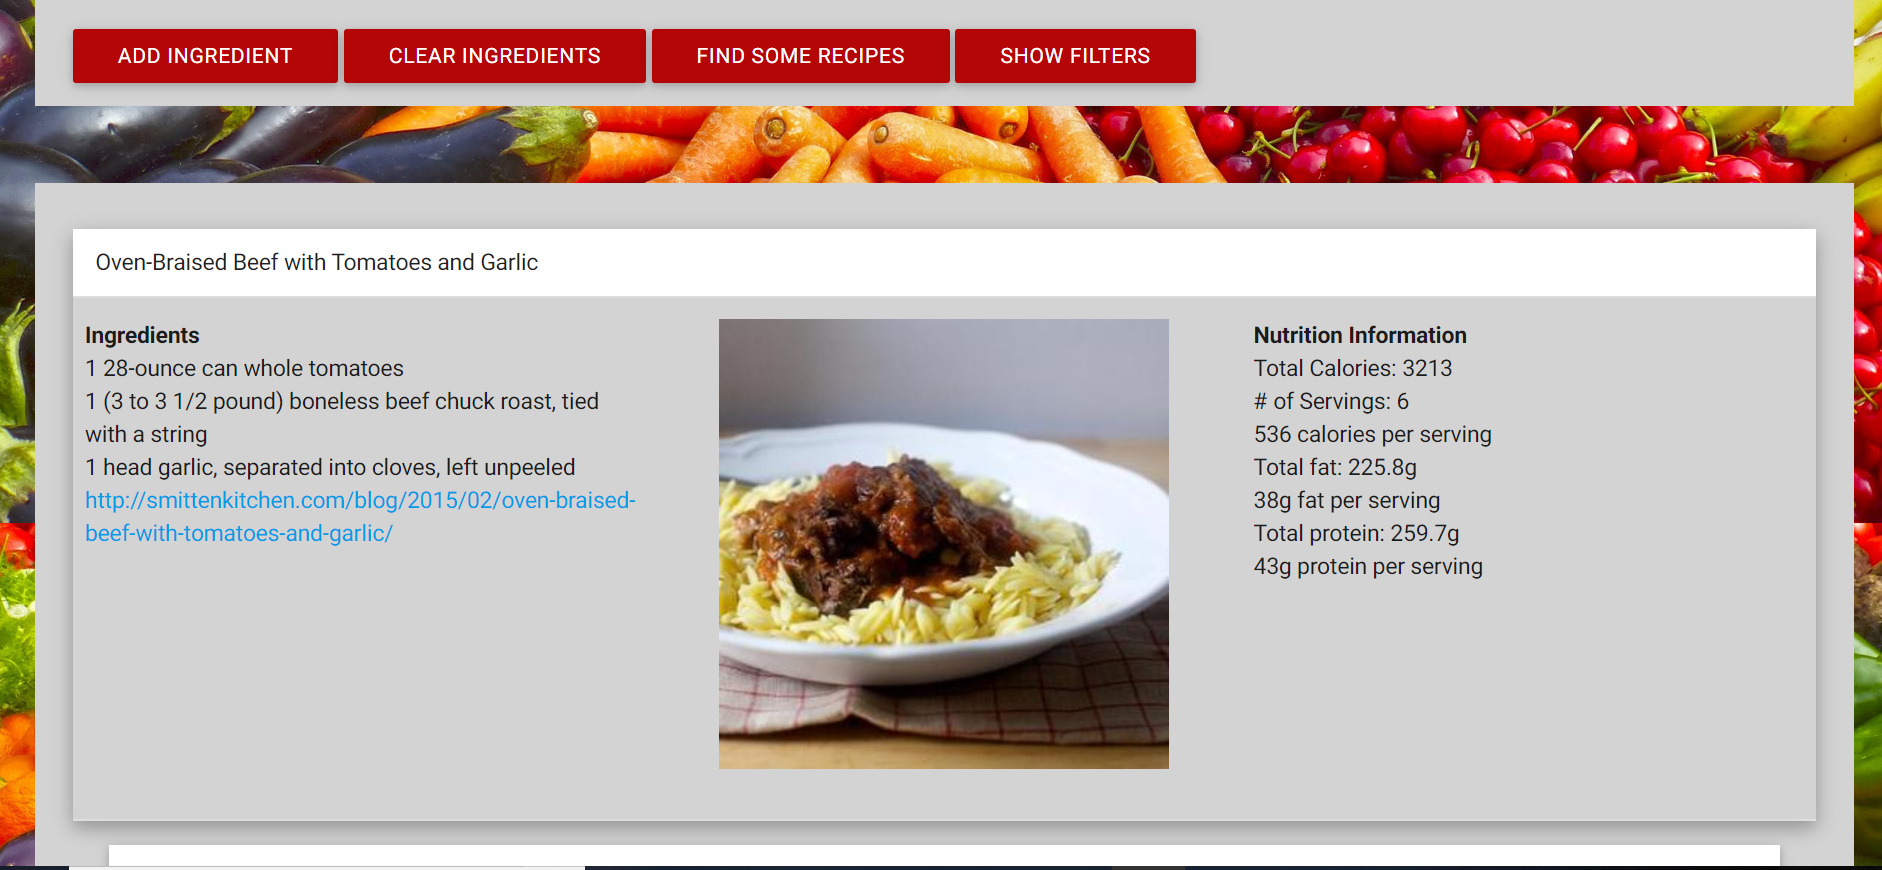 ADD INGREDIENT CLEAR INGREDIENTS FIND SOME RECIPES SHOW FILTERS
Oven-Braised Beef with Tomatoes and Garlic
Ingredients
1 28-ounce can whole tomatoes
1 (3 to 3 1/2 pound) boneless beef chuck roast, tied
with a string
1 head garlic, separated into cloves, left unpeeled
http://smittenkitchen.com/blog/2015/02/oven-braised-
beef-with-tomatoes-and-garlic/
Nutrition Information
Total Calories: 3213
# of Servings: 6
536 calories per serving
Total fat: 225.8g
38g fat per serving
Total protein: 259.7g
43g protein per serving